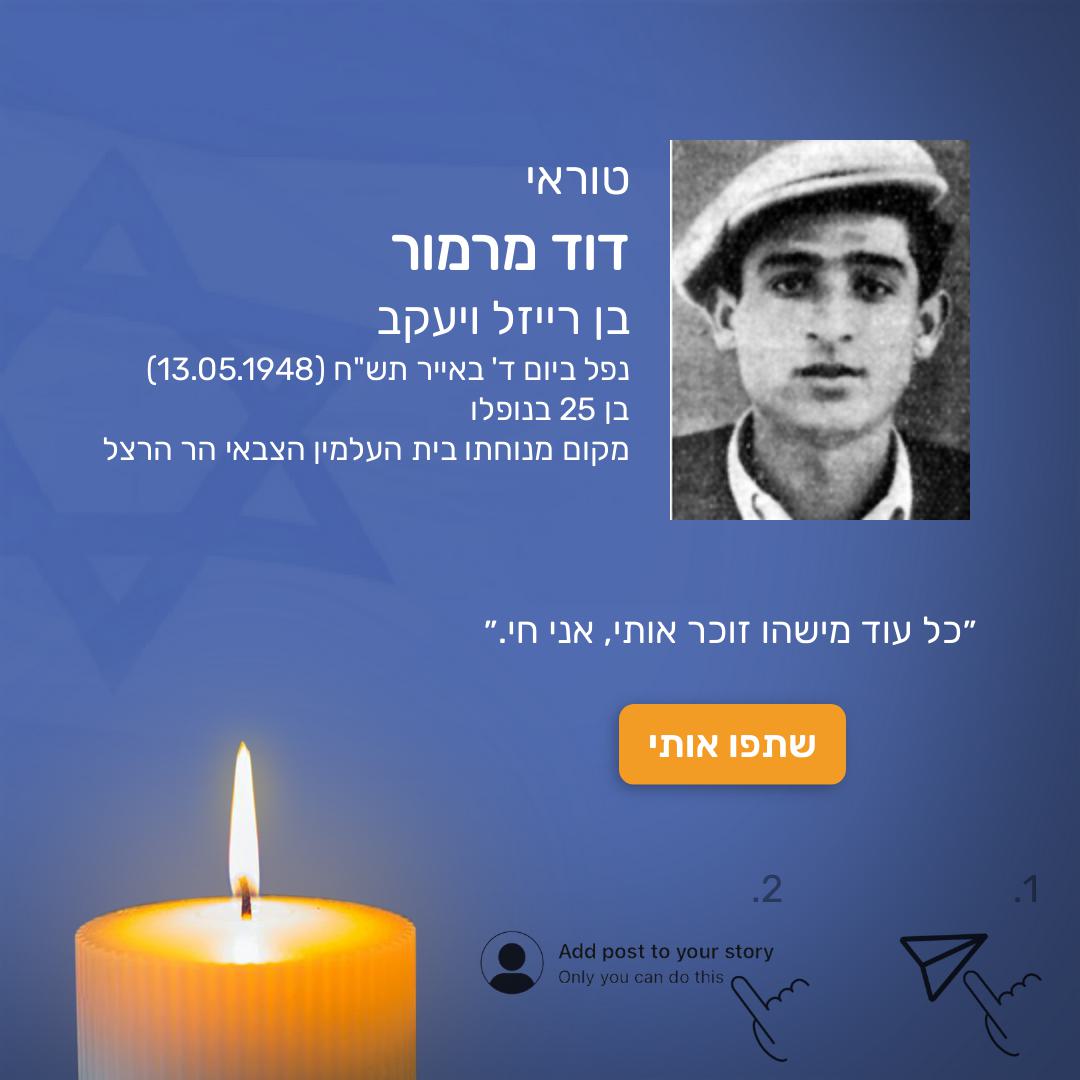 טוראי
דוד מרמור
בן רייזל ויעקב
נפל ביום ד' באייר תש"ח (13.05.1948)
בן 25 בנופלו
מקום מנוחתו בית העלמין הצבאי הר הרצל
״כל עוד מישהו זוכר אותי, אני חי.״
שתפו אותי
1.
2.
Add post to your story
Only you can do this